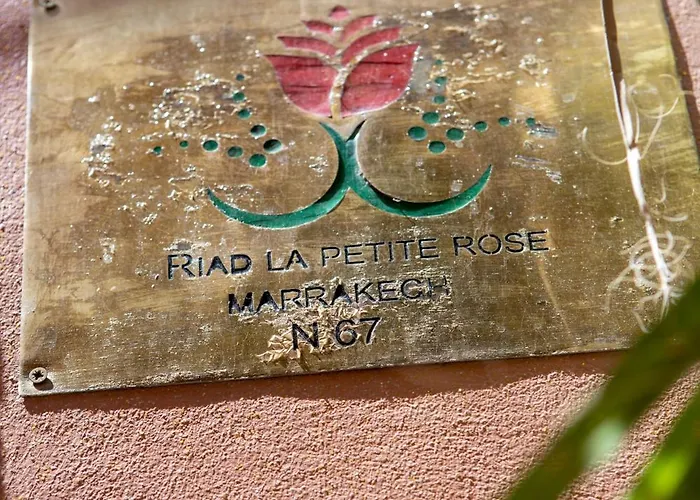 RIAD LA PETITE ROSE
MARRAKECH
N 67